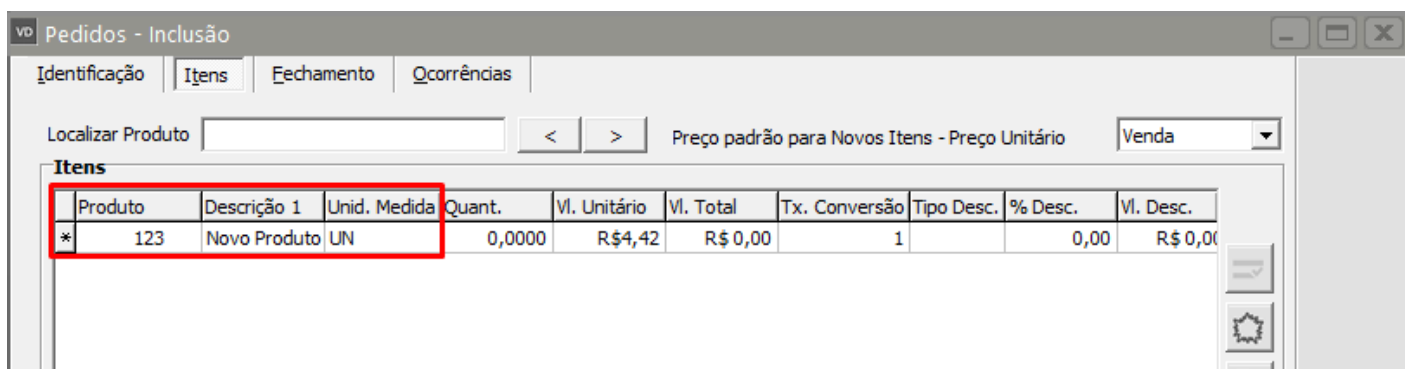 VD Pedidos - Inclusão
Identificação Itens Fechamento Ocorrências
Localizar Produto < > Preço padrão para Novos Itens - Preço Unitário Venda
Itens
Produto Descrição 1 Unid. Medida Quant. Vl. Unitário Vl. Total Tx. Conversão Tipo Desc. % Desc. Vl. Desc.
* 123 Novo Produto UN 0,0000 R$4,42 R$ 0,00 1 0,00 R$ 0,0